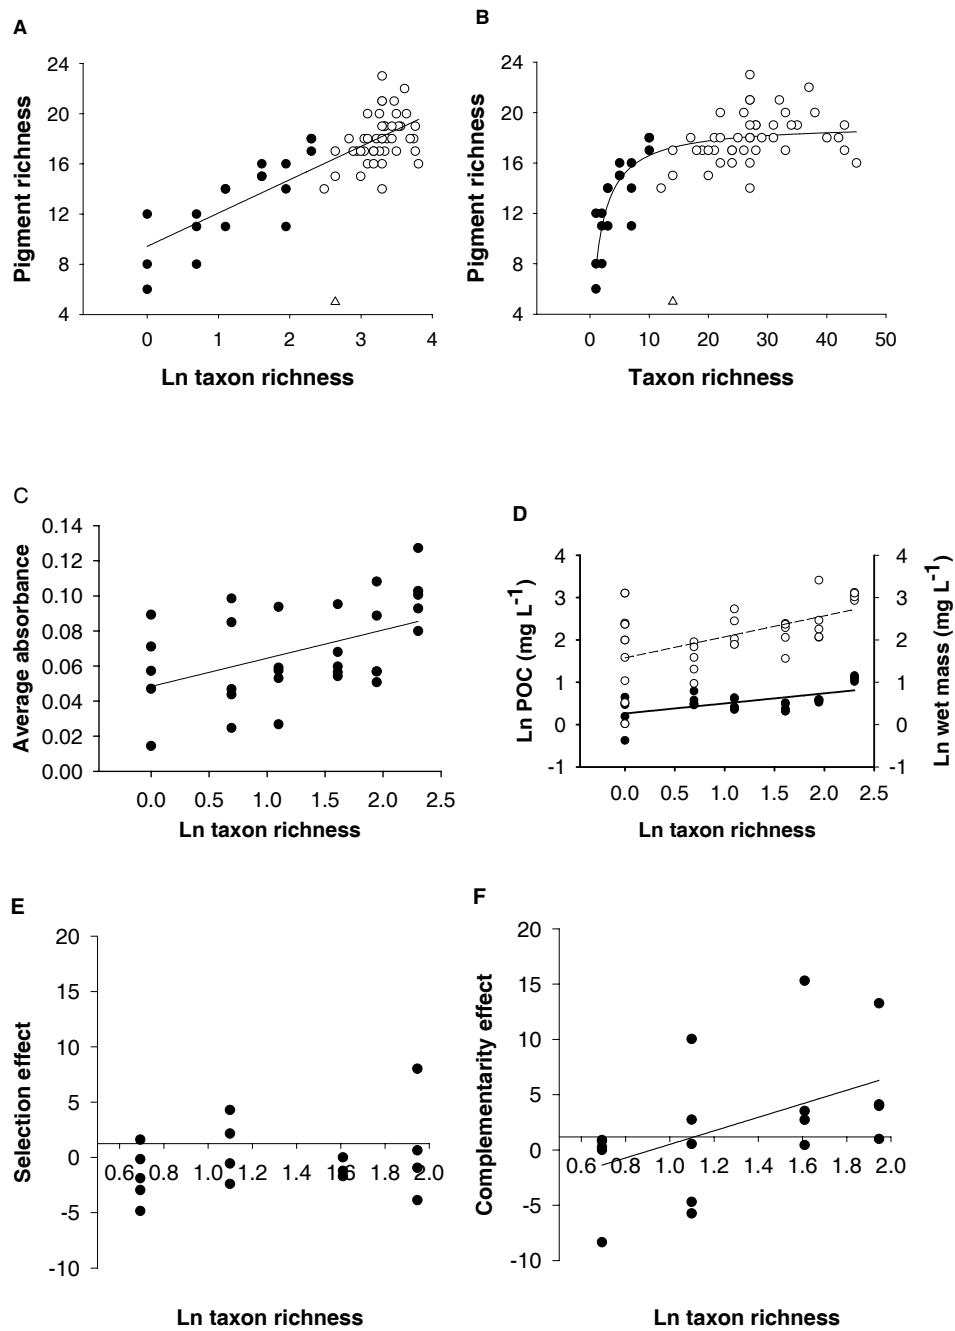 A
B
24
20
16
12
8
4
Pigment richness
0 1 2 3 4
Ln taxon richness
24
20
16
12
8
4
Pigment richness
0 10 20 30 40 50
Taxon richness
C
D
0.14
0.12
0.10
0.08
0.06
0.04
0.02
0.00
Average absorbance
0.0 0.5 1.0 1.5 2.0 2.5
Ln taxon richness
4
3
2
1
0
-1
Ln POC (mg L-1)
4
3
2
1
0
-1
Ln wet mass (mg L-1)
0.0 0.5 1.0 1.5 2.0 2.5
Ln taxon richness
E
F
20
15
10
5
0
-5
-10
Selection effect
0.6 0.8 1.0 1.2 1.4 1.6 1.8 2.0
Ln taxon richness
20
15
10
5
0
-5
-10
Complementarity effect
0.6 0.8 1.0 1.2 1.4 1.6 1.8 2.0
Ln taxon richness